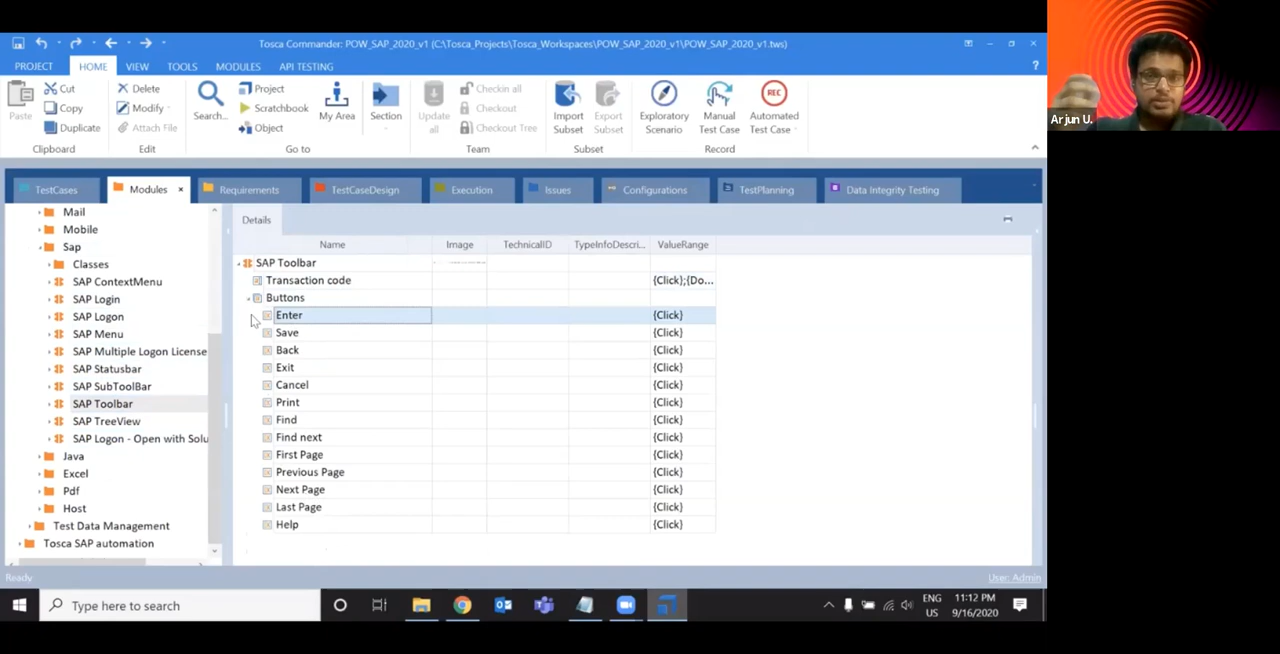 Tosca Commander: POW_SAP_2020_v1 (C:\Tosca_Projects\Tosca_Workspaces\POW_SAP_2020_v1\POW_SAP_2020_v1.tws)
PROJECT HOME VIEW TOOLS MODULES API TESTING ?
Paste
Cut
Copy
Duplicate
Clipboard
Delete
Modify
Attach File
Edit
Search...
Project
Scratchbook
Object
My Area
Section
Go to
Update all
Checkin all
Checkout
Checkout Tree
Team
Import Subset
Export Subset
Subset
Exploratory Scenario
Manual Test Case
REC
Automated Test Case
Record
Arjun U.
TestCases Modules × Requirements TestCaseDesign Execution Issues Configurations TestPlanning Data Integrity Testing
Mail
Mobile
Sap
Classes
SAP ContextMenu
SAP Login
SAP Logon
SAP Menu
SAP Multiple Logon License
SAP Statusbar
SAP SubToolBar
SAP Toolbar
SAP TreeView
SAP Logon - Open with Solu
Java
Excel
Pdf
Host
Test Data Management
Tosca SAP automation
Details
Name Image TechnicalID TypeInfoDescri... ValueRange
SAP Toolbar
Transaction code {Click};{Do...
Buttons
Enter {Click}
Save {Click}
Back {Click}
Exit {Click}
Cancel {Click}
Print {Click}
Find {Click}
Find next {Click}
First Page {Click}
Previous Page {Click}
Next Page {Click}
Last Page {Click}
Help {Click}
Ready User: Admin
Type here to search
ENG
US
11:12 PM
9/16/2020